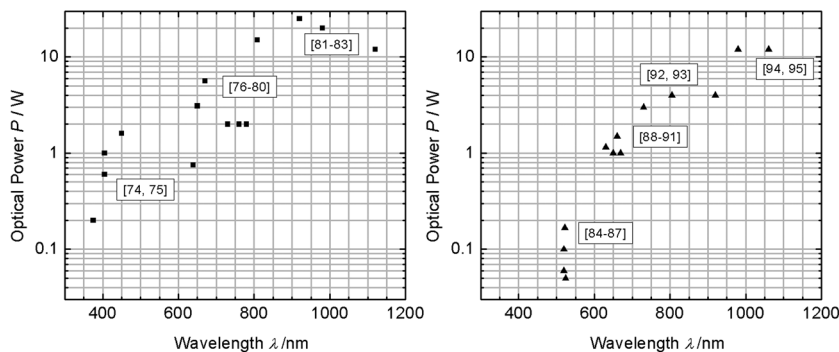 10
1
0.1
Optical Power P / W
[74, 75]
[76-80]
[81-83]
400 600 800 1000 1200
Wavelength λ /nm
10
1
0.1
Optical Power P / W
[92, 93]
[94, 95]
[88-91]
[84-87]
400 600 800 1000 1200
Wavelength λ /nm